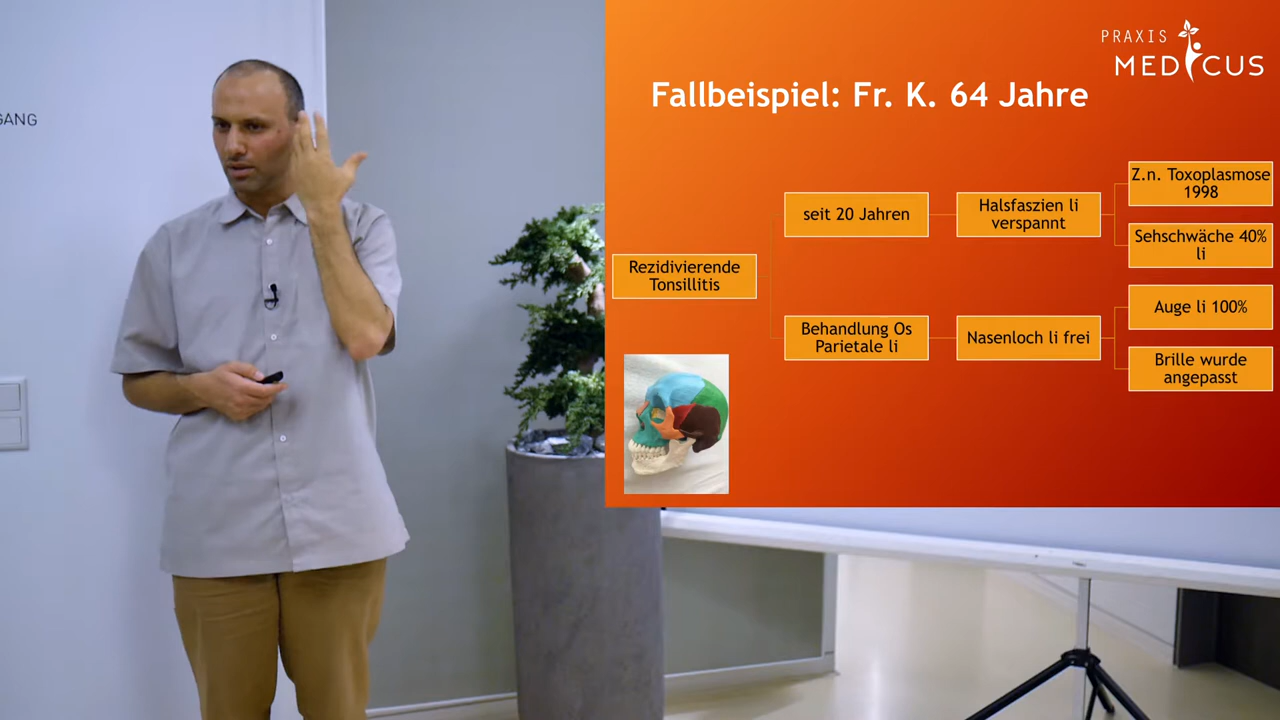 GANG
PRAXIS
MEDICUS
Fallbeispiel: Fr. K. 64 Jahre
Rezidivierende
Tonsillitis
seit 20 Jahren
Halsfaszien li
verspannt
Z.n. Toxoplasmose
1998
Sehschwäche 40%
li
Behandlung Os
Parietale li
Nasenloch li frei
Auge li 100%
Brille wurde
angepasst